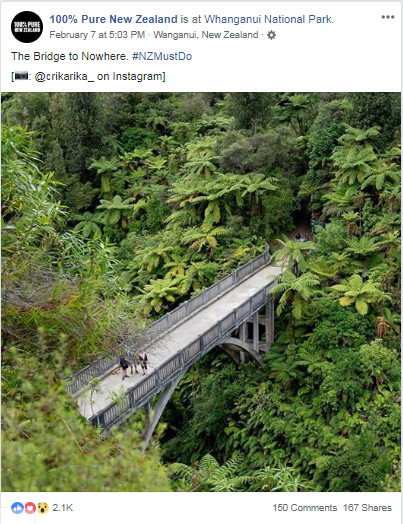 100% PURE
NEW ZEALAND
100% Pure New Zealand is at Whanganui National Park.
February 7 at 5:03 PM · Wanganui, New Zealand ·
The Bridge to Nowhere. #NZMustDo
[📷: @crikarika_ on Instagram]
2.1K
150 Comments 167 Shares